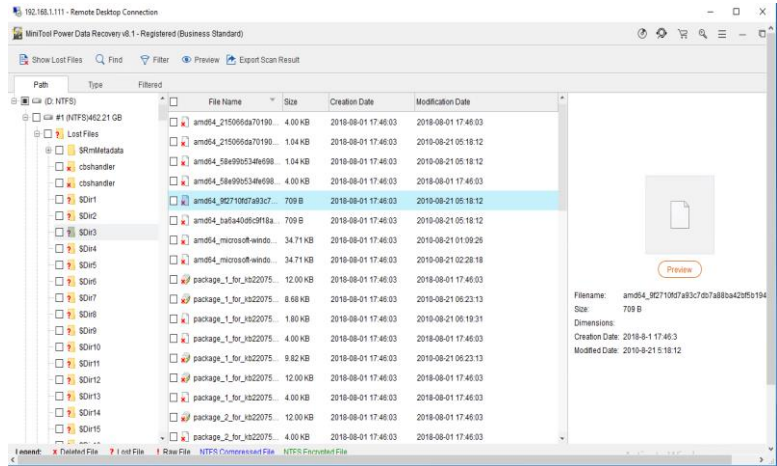 192.168.1.111 - Remote Desktop Connection
MiniTool Power Data Recovery v8.1 - Registered (Business Standard)
Show Lost Files Find Filter Preview Export Scan Result
Path Type Filtered
(D: NTFS)
#1 (NTFS)462.21 GB
Lost Files
$RmMetadata
cbshandler
cbshandler
$Dir1
$Dir2
$Dir3
$Dir4
$Dir5
$Dir6
$Dir7
$Dir8
$Dir9
$Dir10
$Dir11
$Dir12
$Dir13
$Dir14
$Dir15
File Name Size Creation Date Modification Date
amd64_215066da70190... 4.00 KB 2018-08-01 17:46:03 2018-08-01 17:46:03
amd64_215066da70190... 1.04 KB 2018-08-01 17:46:03 2010-08-21 05:18:12
amd64_58e99b534fe698... 1.04 KB 2018-08-01 17:46:03 2010-08-21 05:18:12
amd64_58e99b534fe698... 4.00 KB 2018-08-01 17:46:03 2018-08-01 17:46:03
amd64_9f2710fd7a93c7... 709 B 2018-08-01 17:46:03 2010-08-21 05:18:12
amd64_ba6a40d6c9f18a... 709 B 2018-08-01 17:46:03 2010-08-21 05:18:12
amd64_microsoft-windo... 34.71 KB 2018-08-01 17:46:03 2010-08-21 01:09:26
amd64_microsoft-windo... 34.71 KB 2018-08-01 17:46:03 2010-08-21 02:28:18
package_1_for_kb22075... 12.00 KB 2018-08-01 17:46:03 2018-08-01 17:46:03
package_1_for_kb22075... 8.68 KB 2018-08-01 17:46:03 2010-08-21 06:23:13
package_1_for_kb22075... 1.80 KB 2018-08-01 17:46:03 2010-08-21 06:19:31
package_1_for_kb22075... 4.00 KB 2018-08-01 17:46:03 2018-08-01 17:46:03
package_1_for_kb22075... 9.82 KB 2018-08-01 17:46:03 2010-08-21 06:23:13
package_1_for_kb22075... 12.00 KB 2018-08-01 17:46:03 2018-08-01 17:46:03
package_1_for_kb22075... 4.00 KB 2018-08-01 17:46:03 2018-08-01 17:46:03
package_2_for_kb22075... 12.00 KB 2018-08-01 17:46:03 2018-08-01 17:46:03
package_2_for_kb22075... 4.00 KB 2018-08-01 17:46:03 2018-08-01 17:46:03
Preview
Filename: amd64_9f2710fd7a93c7db7a88ba42bf5b194
Size: 709 B
Dimensions:
Creation Date: 2018-8-1 17:46:3
Modified Date: 2010-8-21 5:18:12
Legend: x Deleted File ? Lost File ! Raw File NTFS Compressed File NTFS Encrypted File